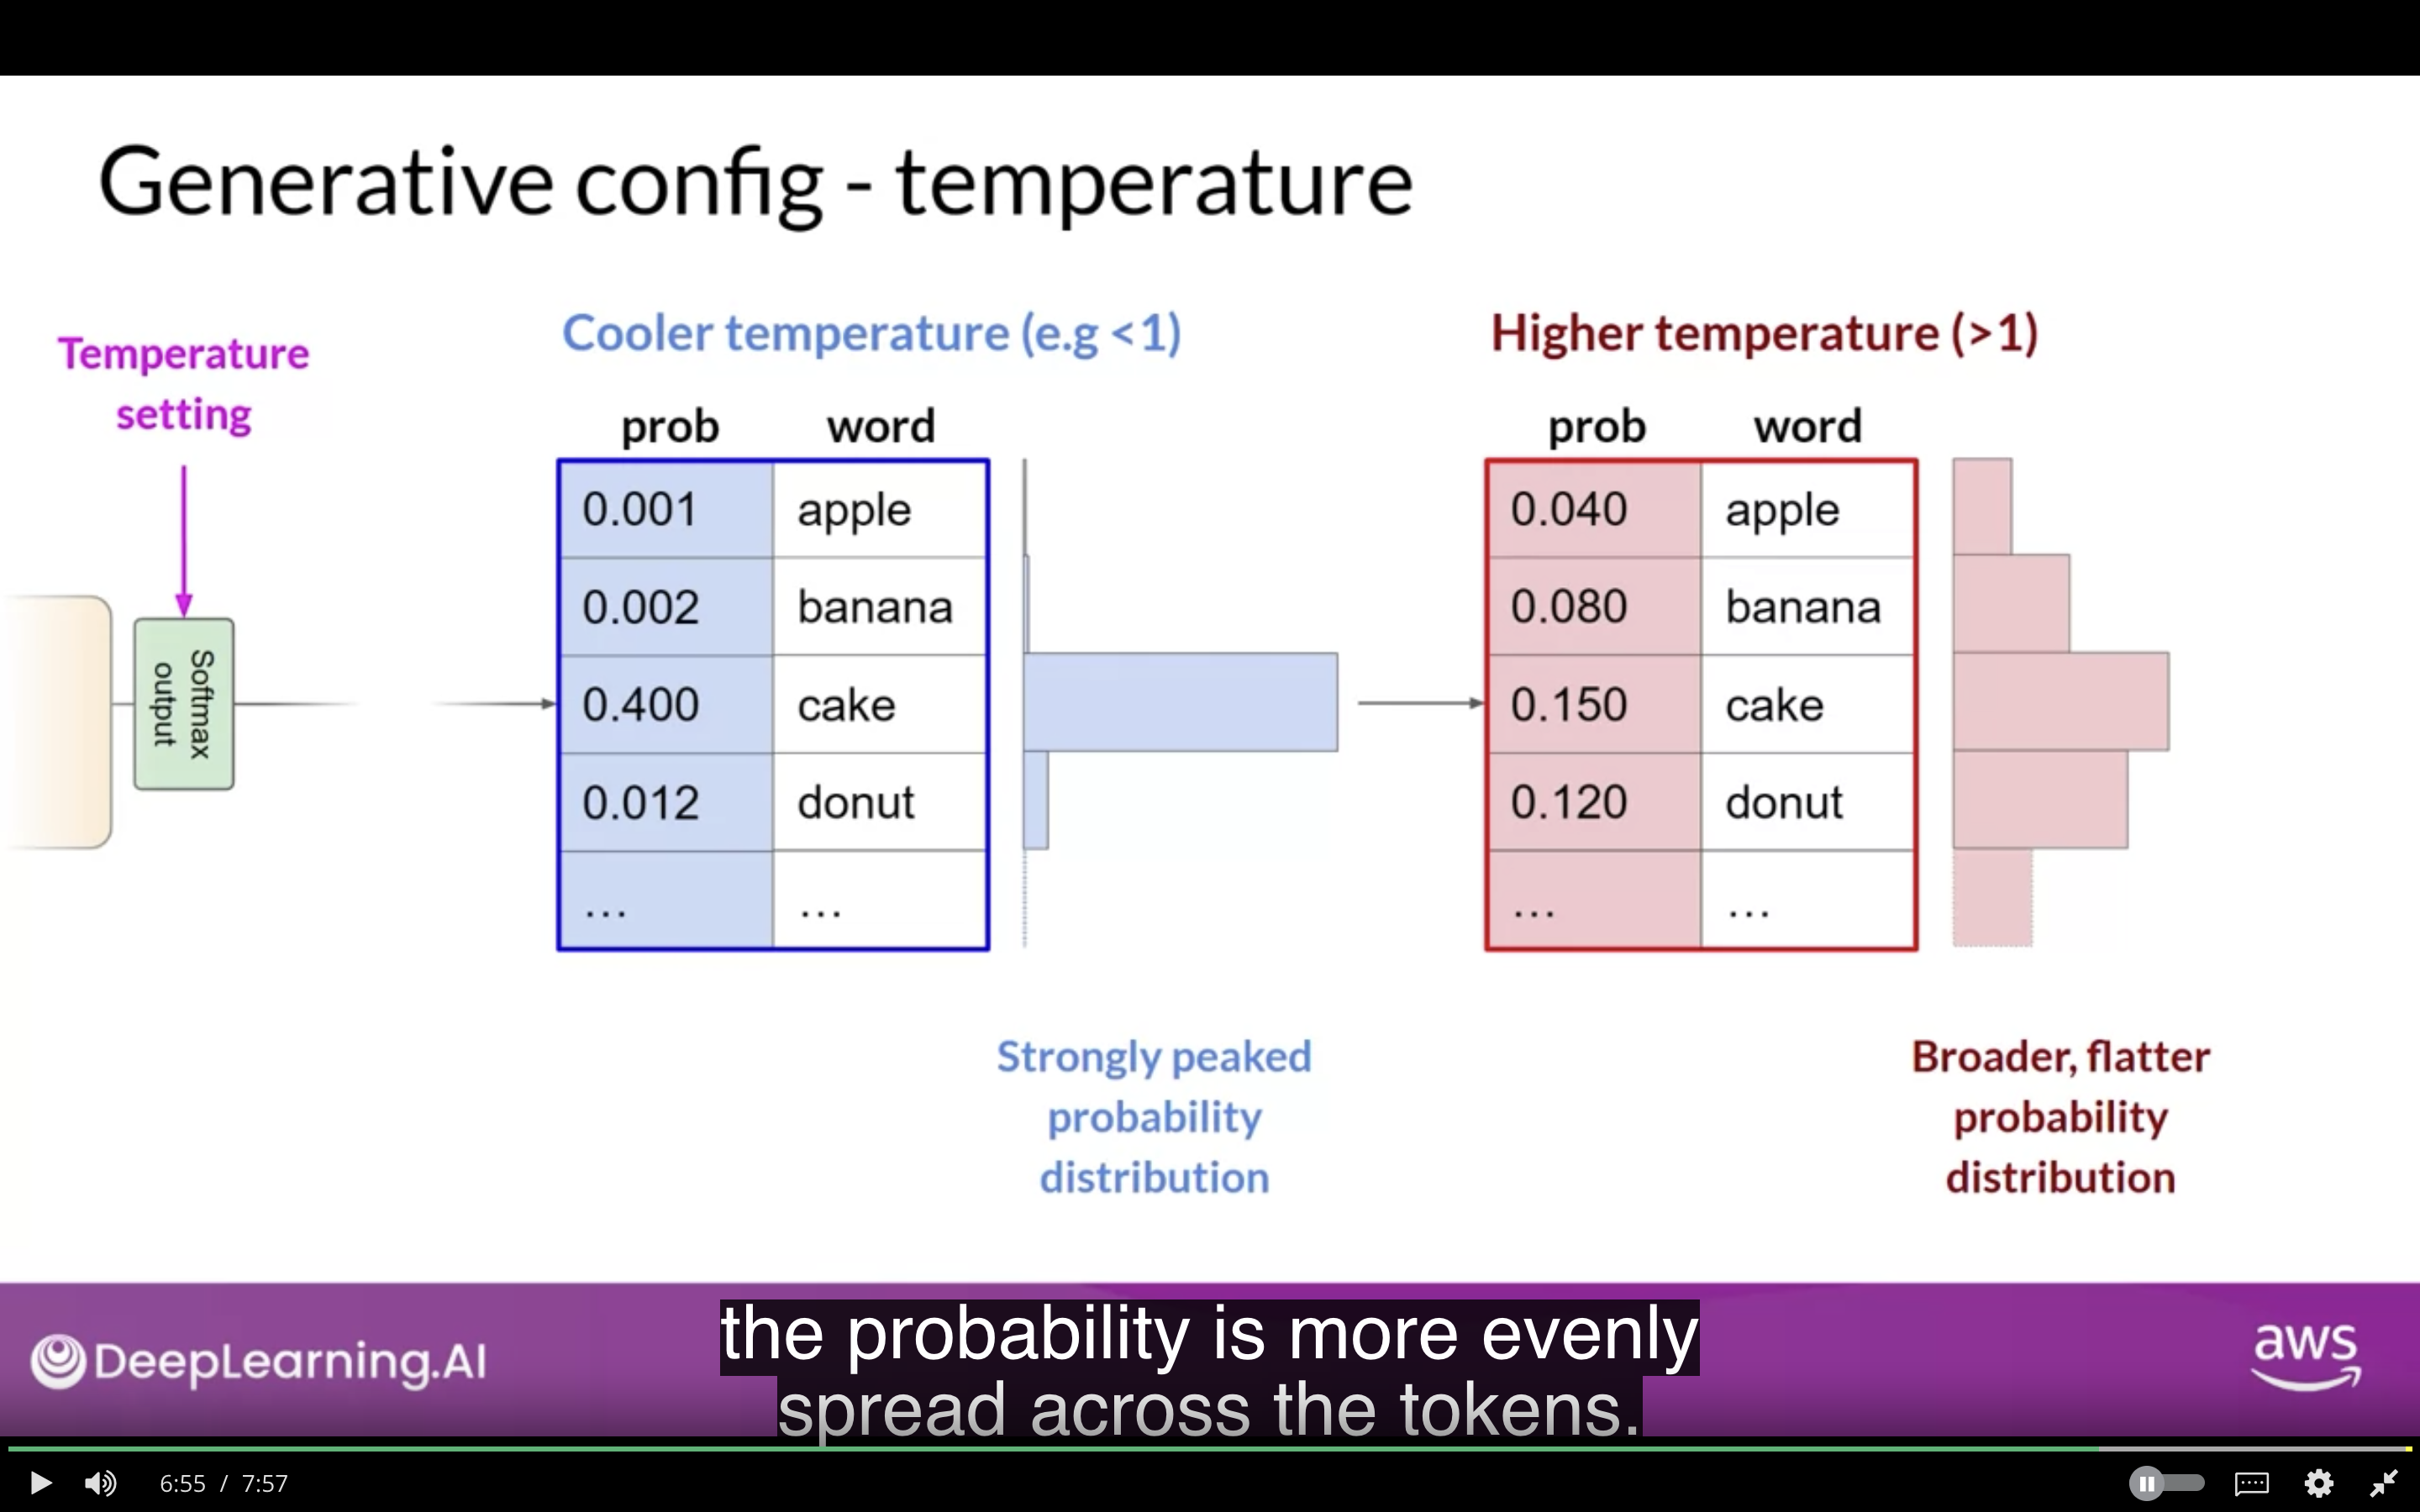 Generative config - temperature
Temperature
setting
Softmax
output
Cooler temperature (e.g <1)
prob word
0.001 apple
0.002 banana
0.400 cake
0.012 donut
... ...
Strongly peaked
probability
distribution
Higher temperature (>1)
prob word
0.040 apple
0.080 banana
0.150 cake
0.120 donut
... ...
Broader, flatter
probability
distribution
DeepLearning.AI
the probability is more evenly
spread across the tokens.
aws
6:55 / 7:57